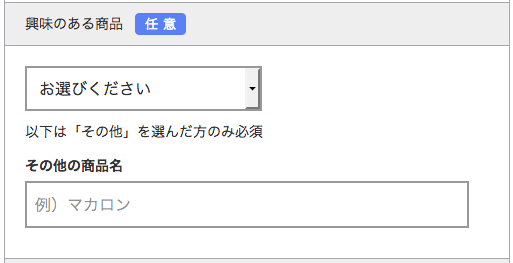 興味のある商品 任意
お選びください
以下は「その他」を選んだ方のみ必須
その他の商品名
例）マカロン